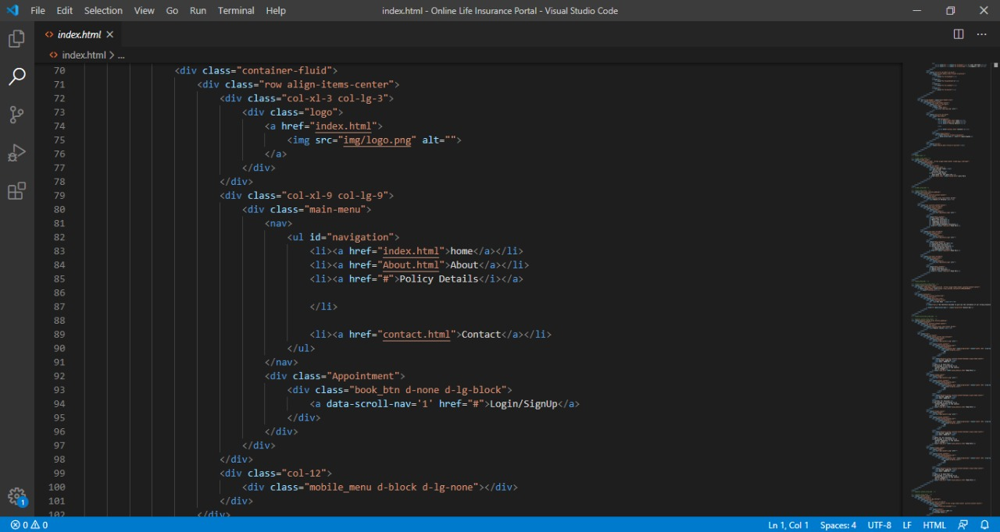 File Edit Selection View Go Run Terminal Help index.html - Online Life Insurance Portal - Visual Studio Code
index.html
index.html > ...
70 <div class="container-fluid">
71 <div class="row align-items-center">
72 <div class="col-xl-3 col-lg-3">
73 <div class="logo">
74 <a href="index.html">
75 <img src="img/logo.png" alt="">
76 </a>
77 </div>
78 </div>
79 <div class="col-xl-9 col-lg-9">
80 <div class="main-menu">
81 <nav>
82 <ul id="navigation">
83 <li><a href="index.html">home</a></li>
84 <li><a href="About.html">About</a></li>
85 <li><a href="#">Policy Details</i></a>
86
87 </li>
88
89 <li><a href="contact.html">Contact</a></li>
90 </ul>
91 </nav>
92 <div class="Appointment">
93 <div class="book_btn d-none d-lg-block">
94 <a data-scroll-nav='1' href="#">Login/SignUp</a>
95 </div>
96 </div>
97 </div>
98 </div>
99 <div class="col-12">
100 <div class="mobile_menu d-block d-lg-none"></div>
101 </div>
102 </div>
1
0 0 Ln 1, Col 1 Spaces: 4 UTF-8 LF HTML